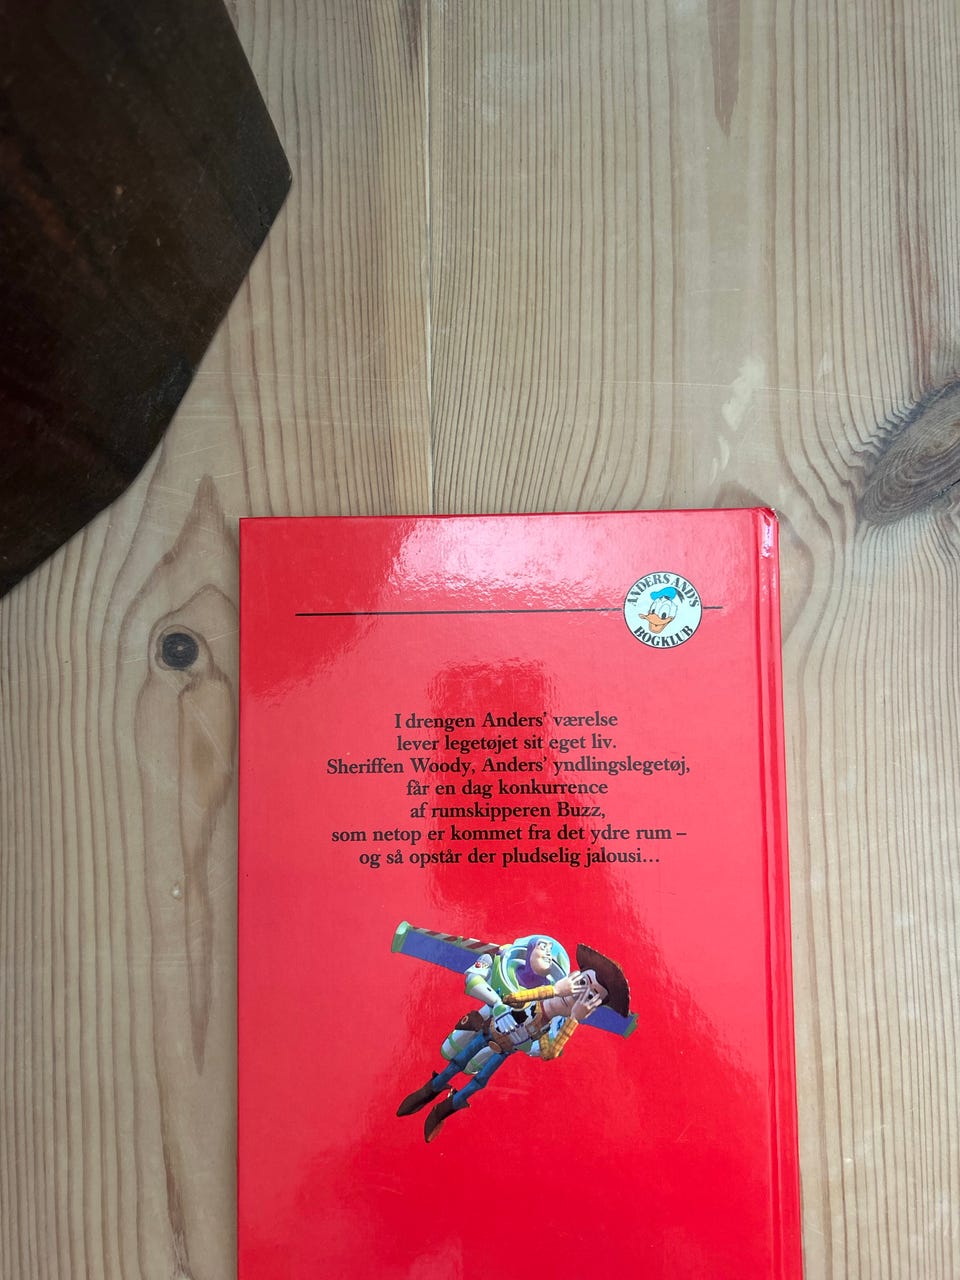 ANDERS AND'S
BOGKLUB
I drengen Anders' værelse
lever legetøjet sit eget liv.
Sheriffen Woody, Anders' yndlingslegetøj,
får en dag konkurrence
af rumskipperen Buzz,
som netop er kommet fra det ydre rum –
og så opstår der pludselig jalousi...